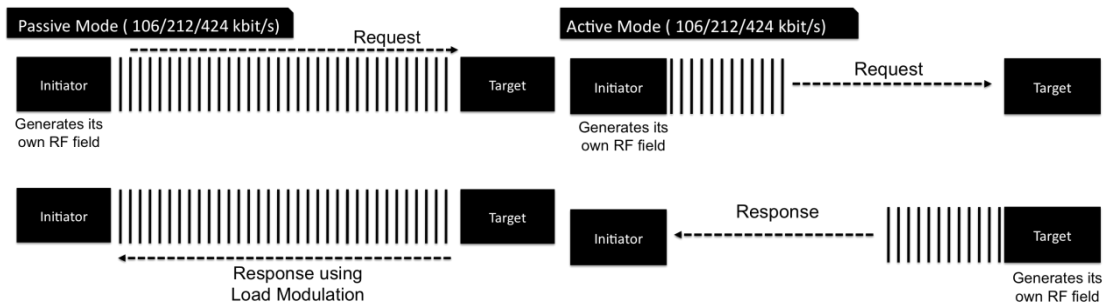 Passive Mode ( 106/212/424 kbit/s)
Request
Initiator
Target
Generates its
own RF field
Initiator
Target
Response using
Load Modulation
Active Mode ( 106/212/424 kbit/s)
Request
Initiator
Target
Generates its
own RF field
Response
Initiator
Target
Generates its
own RF field